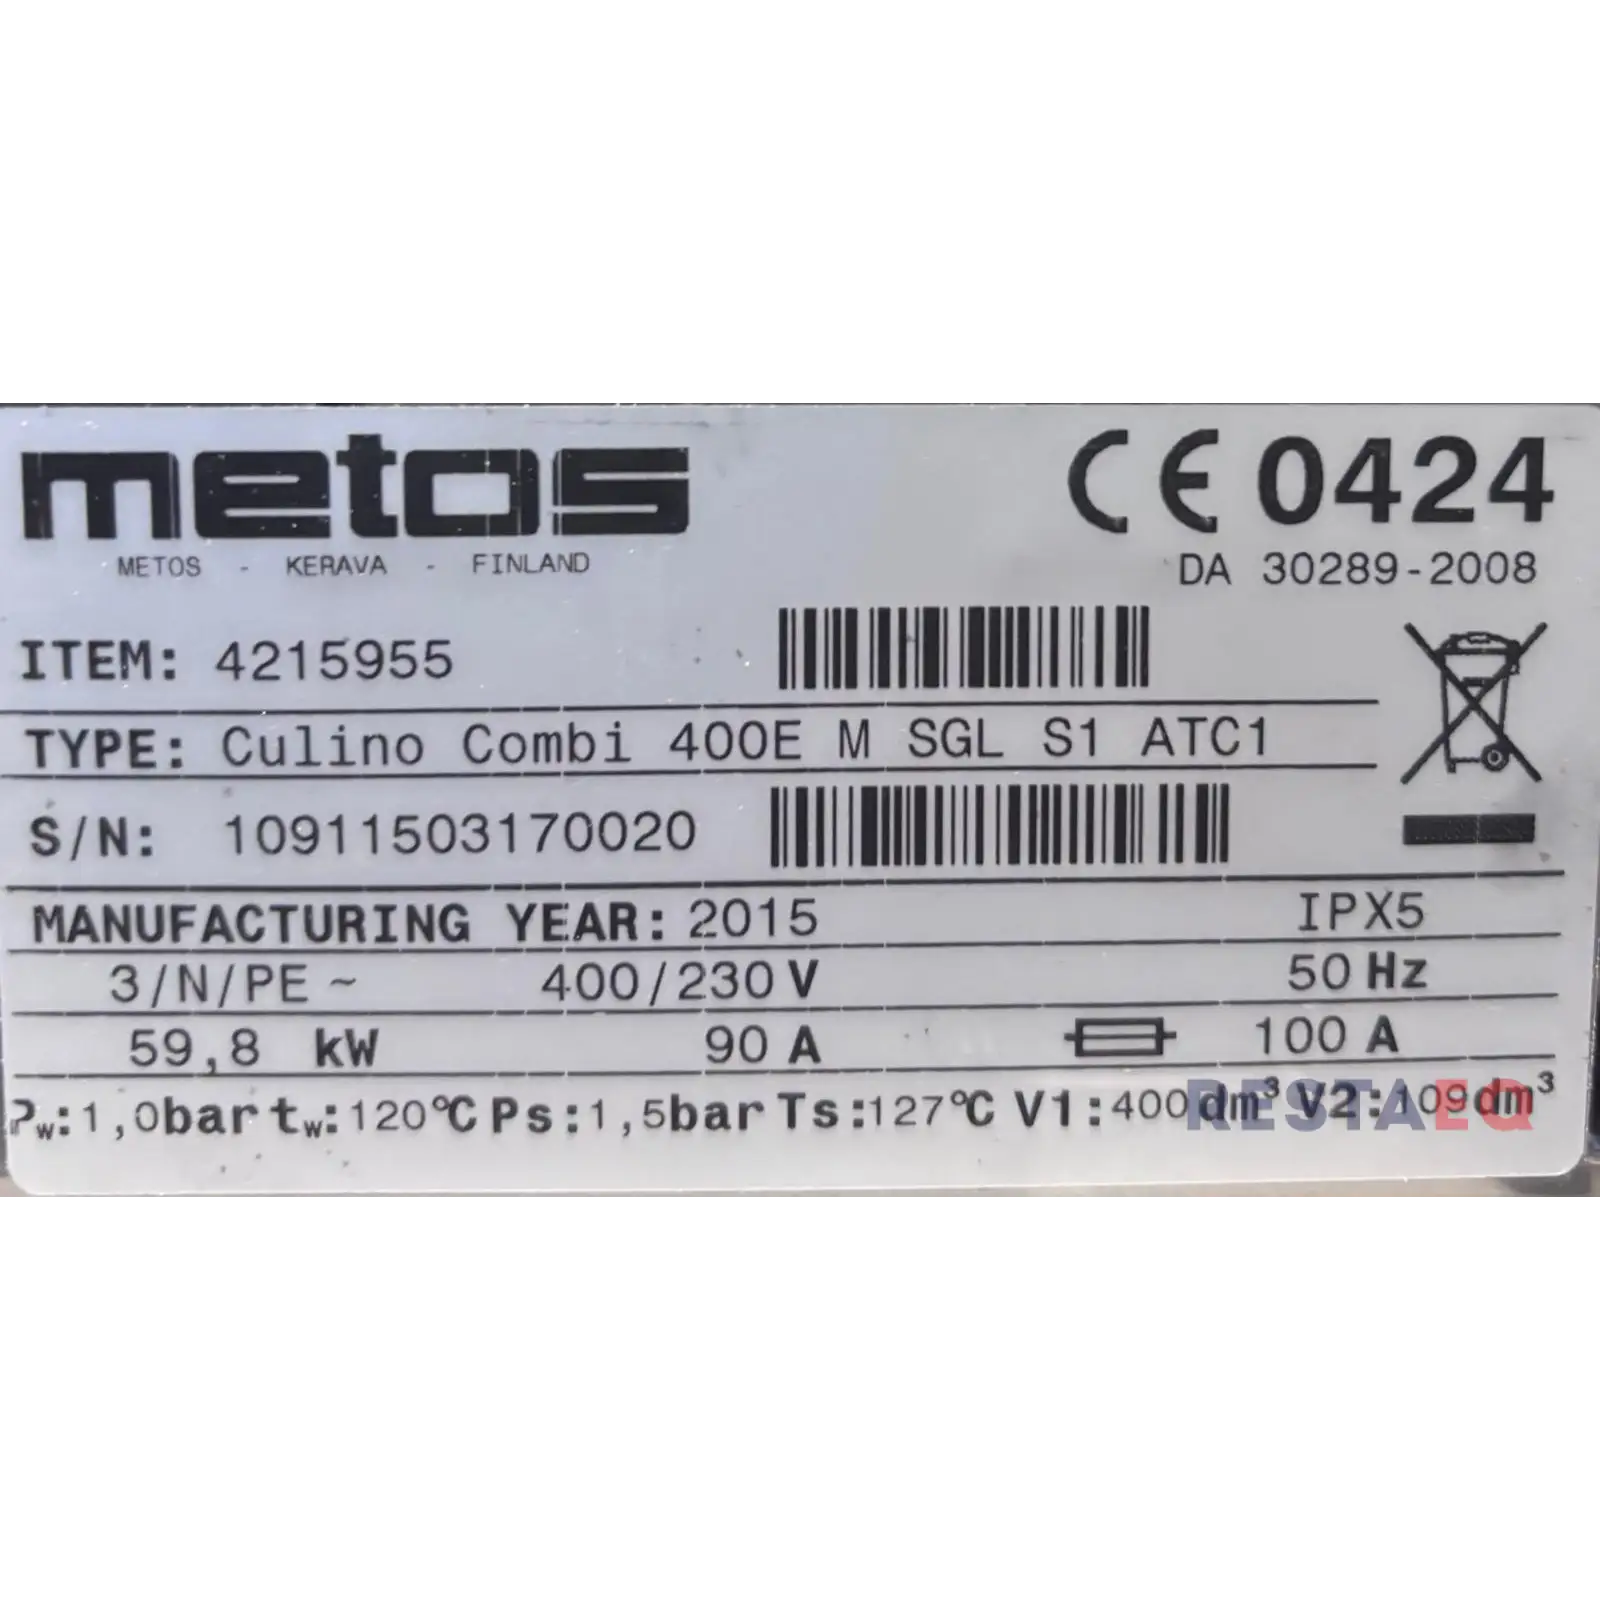 metos
METOS - KERAVA - FINLAND
CE 0424
DA 30289-2008
ITEM: 4215955
TYPE: Culino Combi 400E M SGL S1 ATC1
S/N: 10911503170020
MANUFACTURING YEAR: 2015 IPX5
3/N/PE ~ 400/230 V 50 Hz
59,8 kW 90 A 100 A
Pw:1,0bar tw:120°C Ps:1,5bar Ts:127°C V1:400dm³ V2:109dm³
RESTAEQ